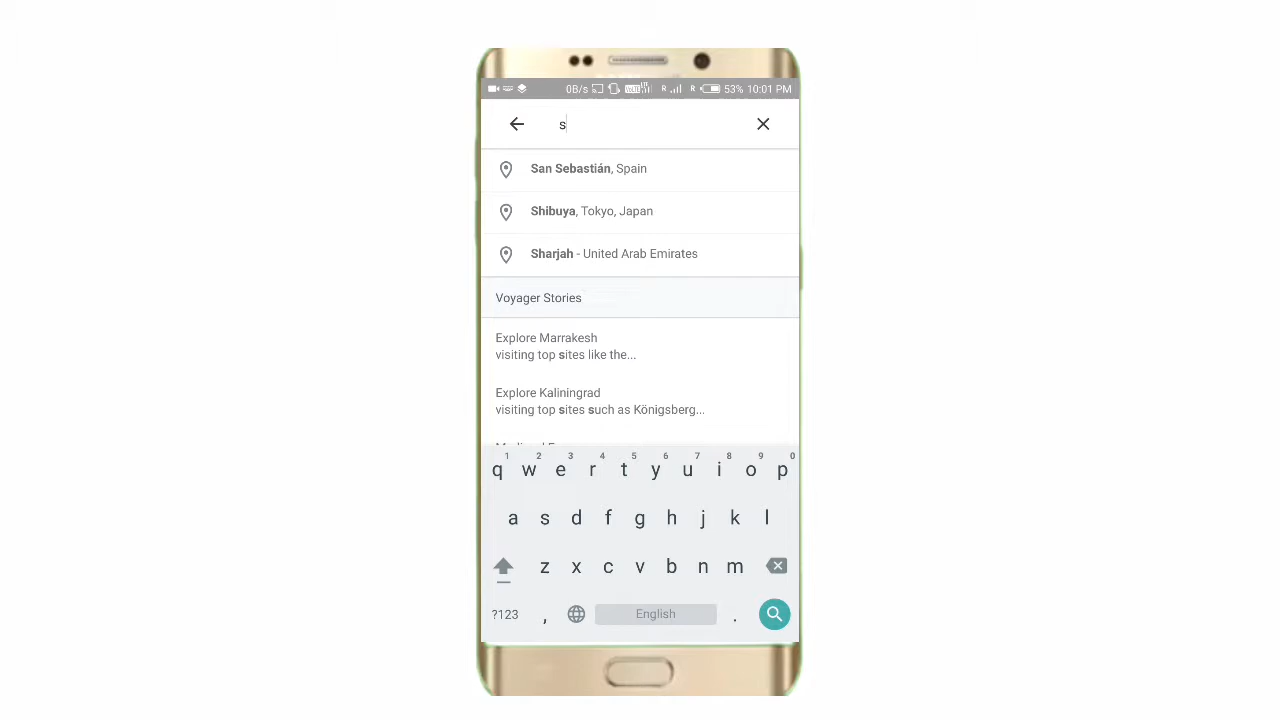 0B/s 53% 10:01 PM
s
San Sebastián, Spain
Shibuya, Tokyo, Japan
Sharjah - United Arab Emirates
Voyager Stories
Explore Marrakesh
visiting top sites like the...
Explore Kaliningrad
visiting top sites such as Königsberg...
1 2 3 4 5 6 7 8 9 0
q w e r t y u i o p
a s d f g h j k l
z x c v b n m
?123 , English .